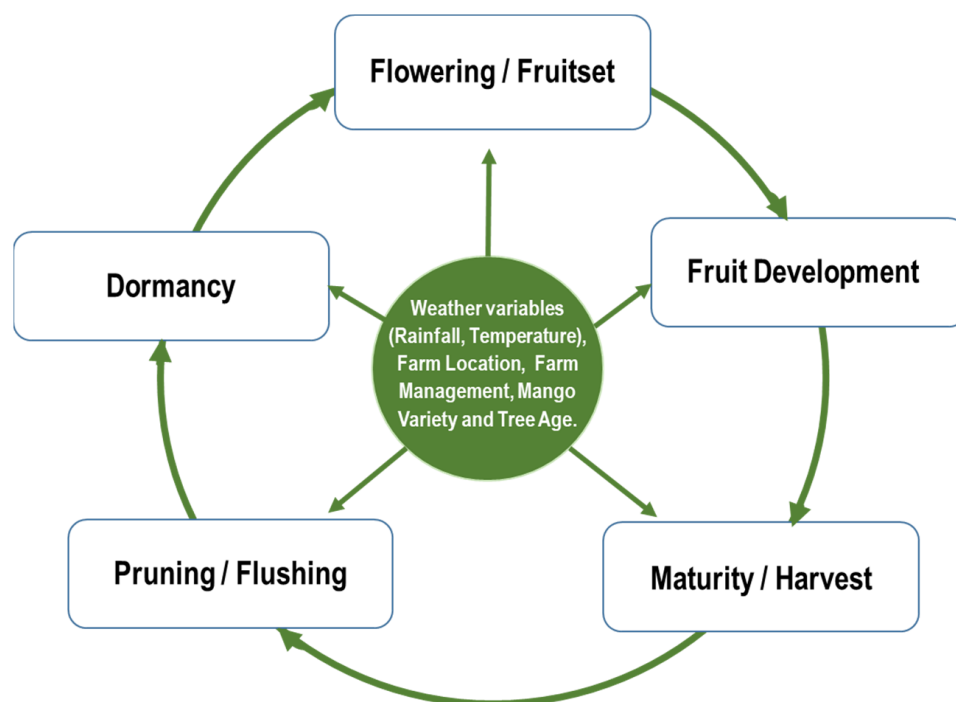 Flowering / Fruitset
Dormancy
Fruit Development
Weather variables
(Rainfall, Temperature),
Farm Location, Farm
Management, Mango
Variety and Tree Age.
Pruning / Flushing
Maturity / Harvest